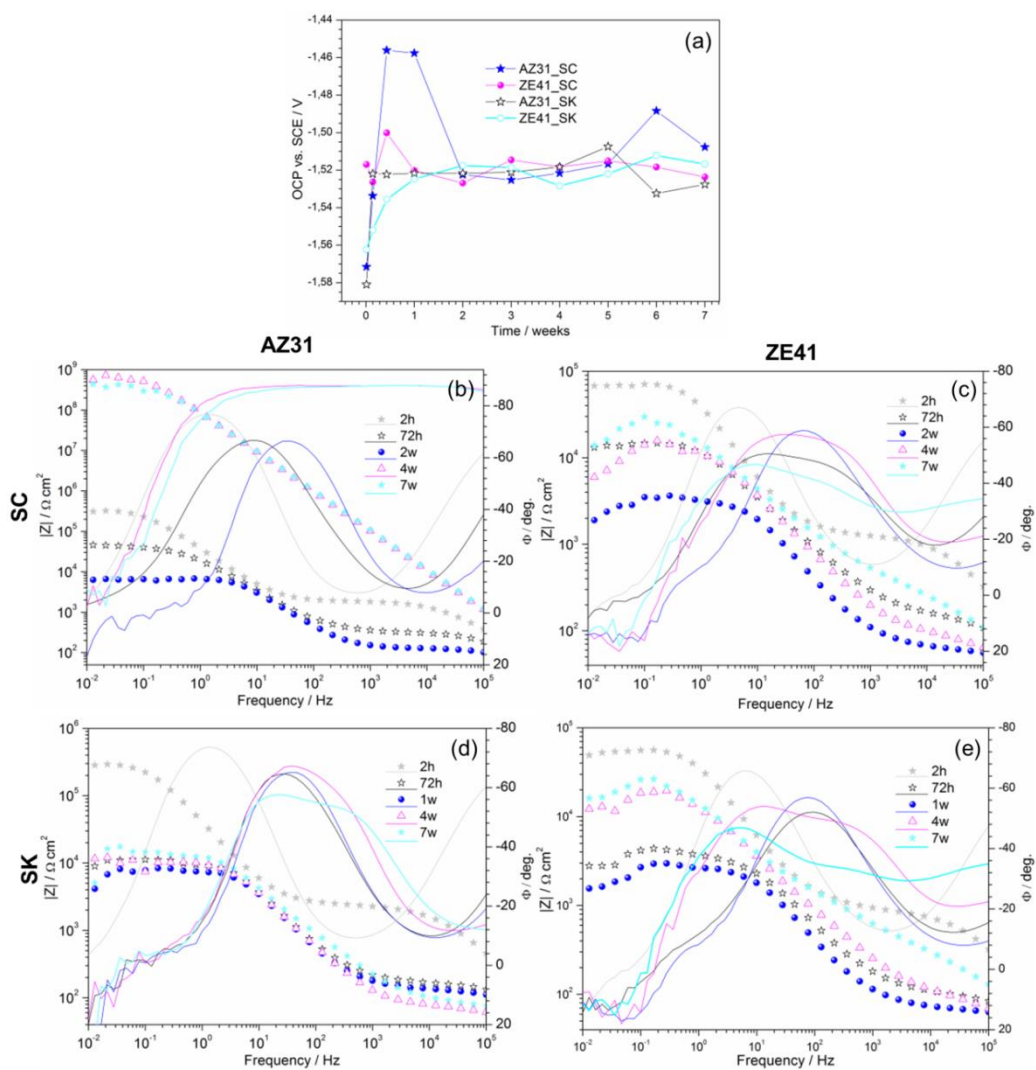 (a)
-1,44
-1,46
-1,48
-1,50
-1,52
-1,54
-1,56
-1,58
OCP vs. SCE / V
AZ31_SC
ZE41_SC
AZ31_SK
ZE41_SK
0 1 2 3 4 5 6 7
Time / weeks
AZ31
ZE41
SC
(b)
10⁹
10⁸
10⁷
10⁶
10⁵
10⁴
10³
10²
|Z| / Ω cm²
2h
72h
2w
4w
7w
-80
-60
-40
-20
0
20
Φ / deg.
10⁻² 10⁻¹ 10⁰ 10¹ 10² 10³ 10⁴ 10⁵
Frequency / Hz
(c)
10⁵
10⁴
10³
10²
|Z| / Ω cm²
2h
72h
2w
4w
7w
-80
-60
-40
-20
0
20
Φ / deg.
10⁻² 10⁻¹ 10⁰ 10¹ 10² 10³ 10⁴ 10⁵
Frequency / Hz
SK
(d)
10⁶
10⁵
10⁴
10³
10²
|Z| / Ω cm²
2h
72h
1w
4w
7w
-80
-60
-40
-20
0
20
Φ / deg.
10⁻² 10⁻¹ 10⁰ 10¹ 10² 10³ 10⁴ 10⁵
Frequency / Hz
(e)
10⁵
10⁴
10³
10²
|Z| / Ω cm²
2h
72h
1w
4w
7w
-80
-60
-40
-20
0
20
Φ / deg.
10⁻² 10⁻¹ 10⁰ 10¹ 10² 10³ 10⁴ 10⁵
Frequency / Hz